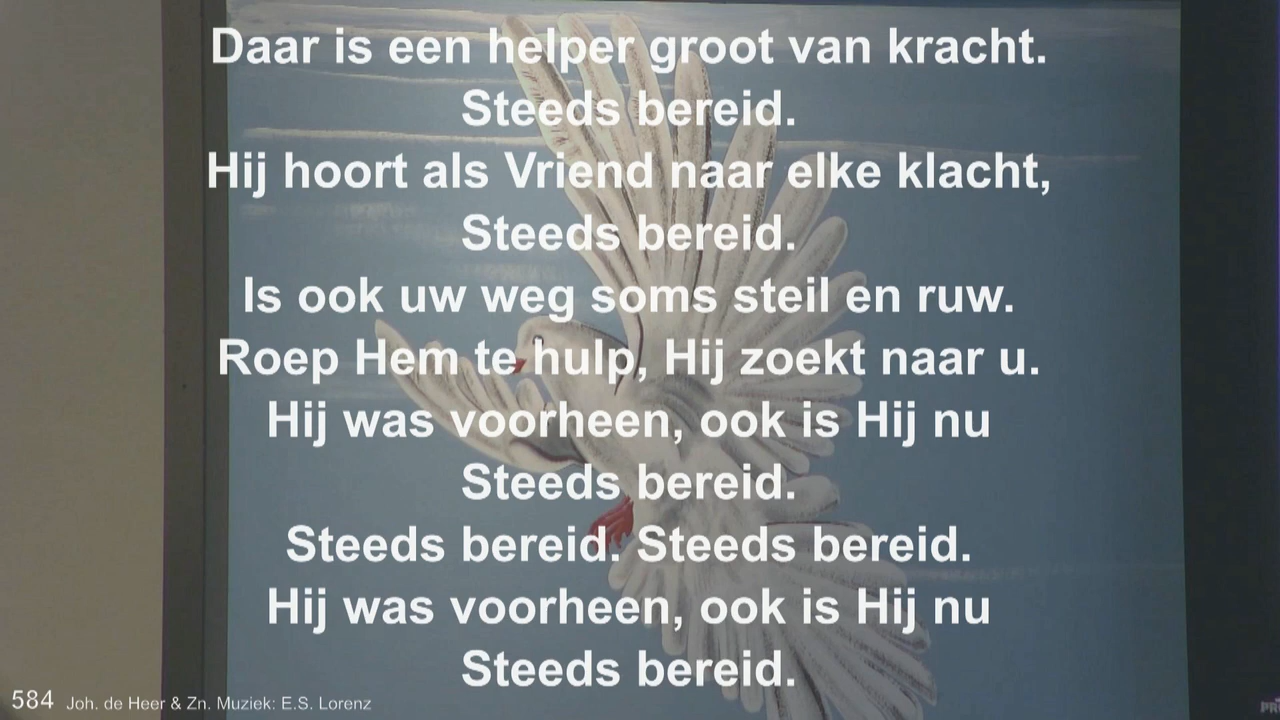 Daar is een helper groot van kracht.
Steeds bereid.
Hij hoort als Vriend naar elke klacht,
Steeds bereid.
Is ook uw weg soms steil en ruw.
Roep Hem te hulp, Hij zoekt naar u.
Hij was voorheen, ook is Hij nu
Steeds bereid.
Steeds bereid. Steeds bereid.
Hij was voorheen, ook is Hij nu
Steeds bereid.
584 Joh. de Heer & Zn. Muziek: E.S. Lorenz